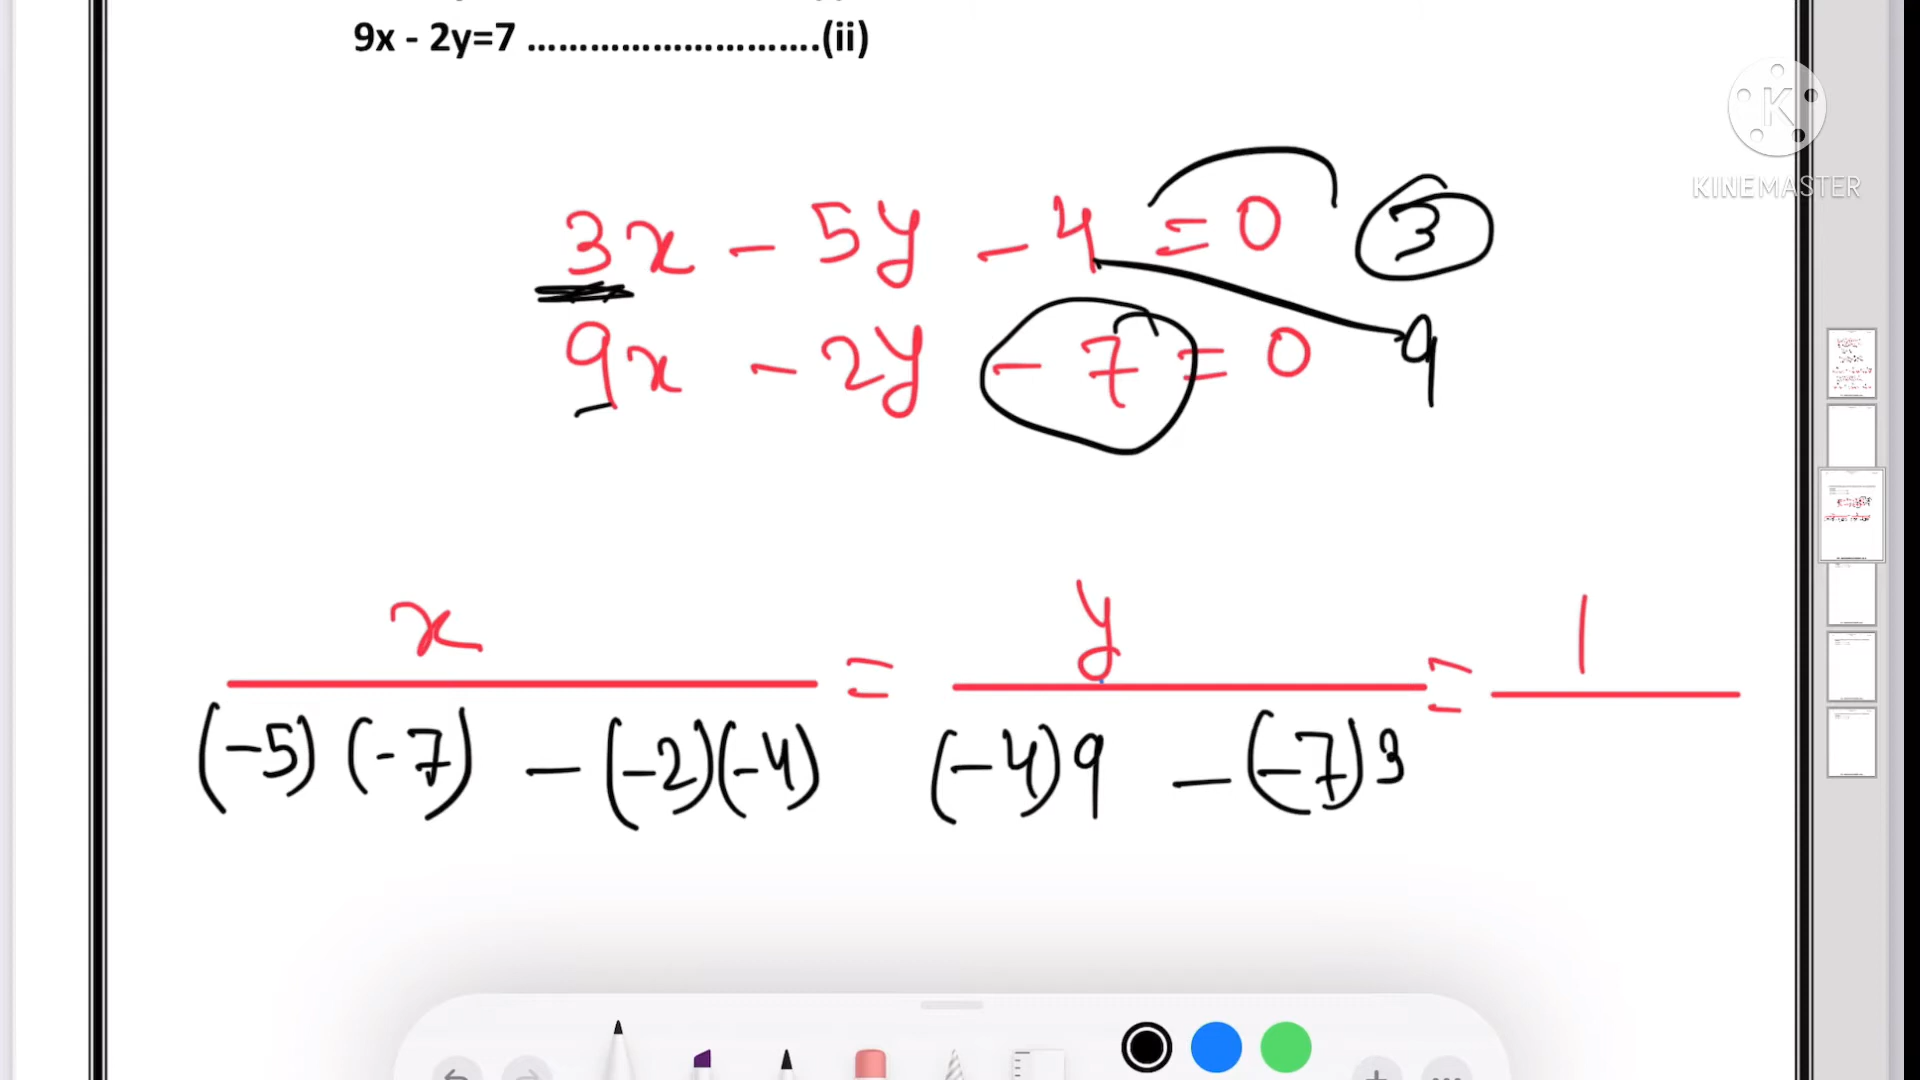 9x - 2y=7 ............................(ii)
KINEMASTER
3x - 5y - 4 = 0 3
9x - 2y - 7 = 0 9
x = y = 1
(-5) (-7) - (-2)(-4) (-4)9 - (-7)3